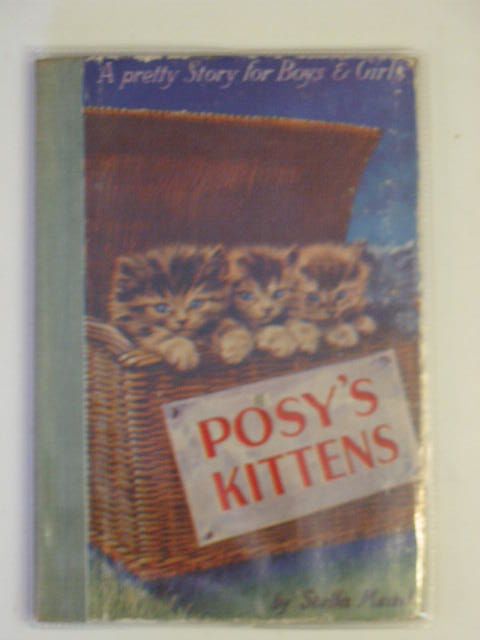 A pretty Story for Boys & Girls
POSY'S
KITTENS
by Stella